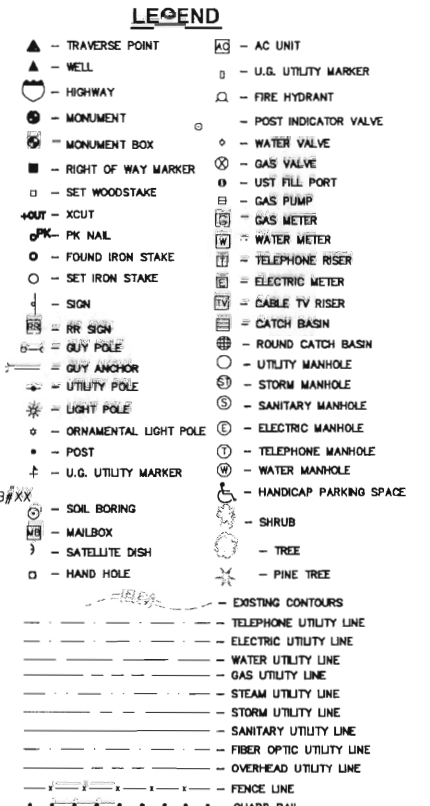 LEGEND
– TRAVERSE POINT
– WELL
– HIGHWAY
– MONUMENT
– MONUMENT BOX
– RIGHT OF WAY MARKER
– SET WOODSTAKE
+OUT – XCUT
PK – PK NAIL
– FOUND IRON STAKE
– SET IRON STAKE
– SIGN
RR – RR SIGN
– GUY POLE
– GUY ANCHOR
– UTILITY POLE
– LIGHT POLE
– ORNAMENTAL LIGHT POLE
– POST
– U.G. UTILITY MARKER
B#XX
– SOIL BORING
MB – MAILBOX
– SATELLITE DISH
– HAND HOLE
AC – AC UNIT
– U.G. UTILITY MARKER
– FIRE HYDRANT
– POST INDICATOR VALVE
– WATER VALVE
– GAS VALVE
– UST FILL PORT
– GAS PUMP
G – GAS METER
W – WATER METER
T – TELEPHONE RISER
E – ELECTRIC METER
TV – CABLE TV RISER
– CATCH BASIN
– ROUND CATCH BASIN
– UTILITY MANHOLE
ST – STORM MANHOLE
S – SANITARY MANHOLE
E – ELECTRIC MANHOLE
T – TELEPHONE MANHOLE
W – WATER MANHOLE
– HANDICAP PARKING SPACE
– SHRUB
– TREE
– PINE TREE
– EXISTING CONTOURS
– TELEPHONE UTILITY LINE
– ELECTRIC UTILITY LINE
– WATER UTILITY LINE
– GAS UTILITY LINE
– STEAM UTILITY LINE
– STORM UTILITY LINE
– SANITARY UTILITY LINE
– FIBER OPTIC UTILITY LINE
– OVERHEAD UTILITY LINE
x x x x x – FENCE LINE
– GUARD RAIL